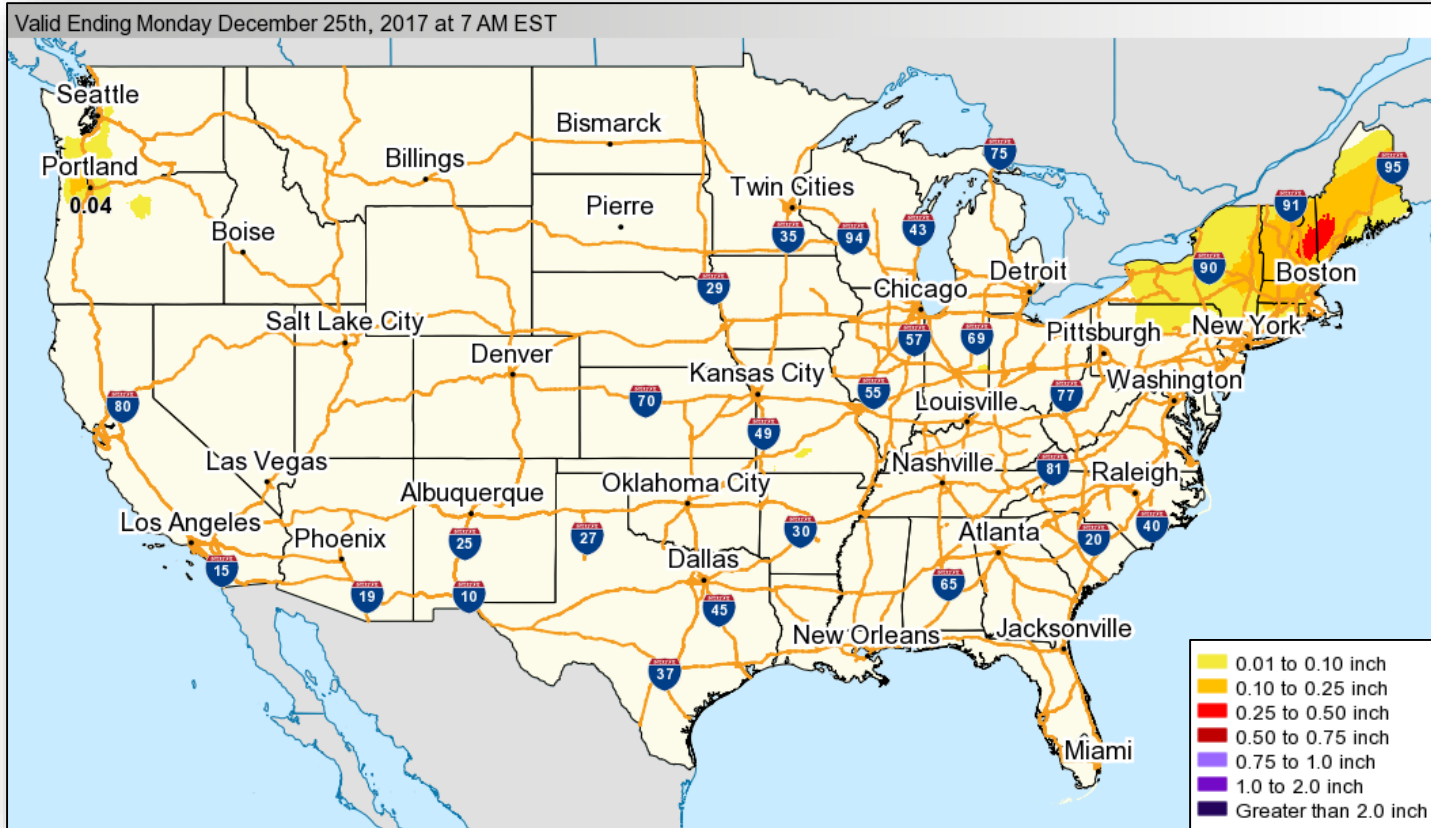 Valid Ending Monday December 25th, 2017 at 7 AM EST
Seattle
Bismarck
75
Portland
Billings
95
0.04
Twin Cities
91
Pierre
Boise
35
94
43
90
Boston
Detroit
29
Chicago
Salt Lake City
Pittsburgh
New York
57
69
Denver
Kansas City
Washington
80
70
55
77
Louisville
49
Las Vegas
Nashville
81
Raleigh
Albuquerque
Oklahoma City
Los Angeles
Phoenix
25
27
30
Atlanta
20
40
15
Dallas
19
10
45
65
New Orleans
Jacksonville
37
Miami
0.01 to 0.10 inch
0.10 to 0.25 inch
0.25 to 0.50 inch
0.50 to 0.75 inch
0.75 to 1.0 inch
1.0 to 2.0 inch
Greater than 2.0 inch